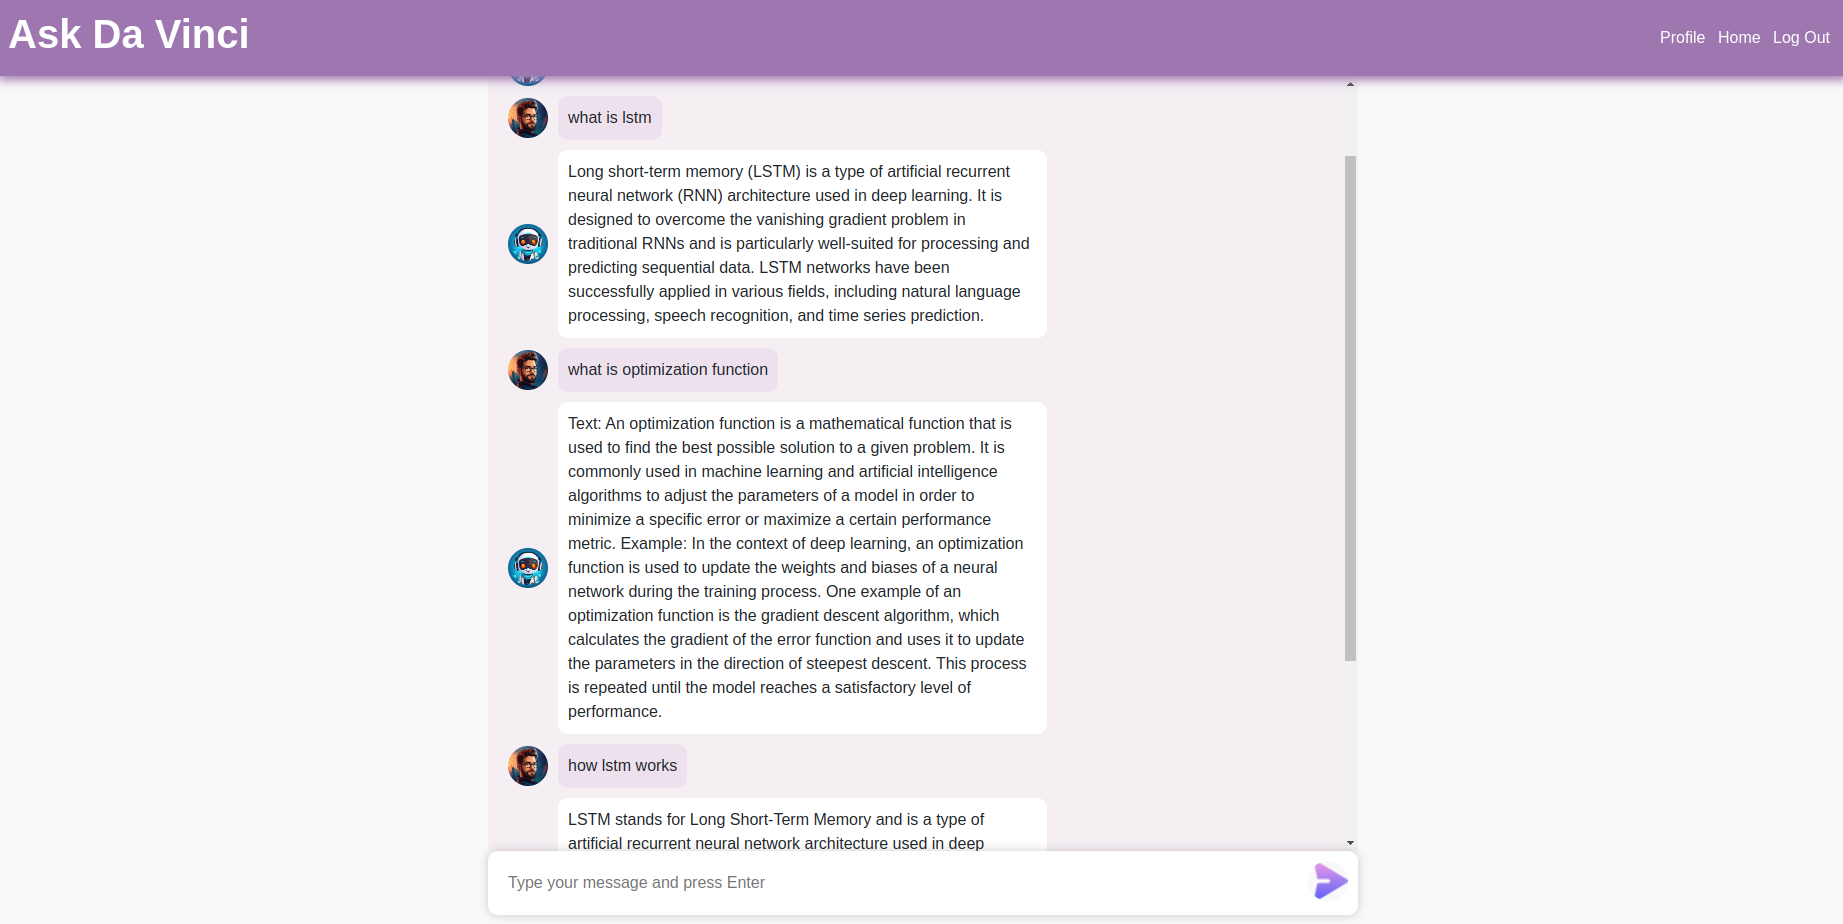 Ask Da Vinci
Profile Home Log Out
what is lstm
Long short-term memory (LSTM) is a type of artificial recurrent
neural network (RNN) architecture used in deep learning. It is
designed to overcome the vanishing gradient problem in
traditional RNNs and is particularly well-suited for processing and
predicting sequential data. LSTM networks have been
successfully applied in various fields, including natural language
processing, speech recognition, and time series prediction.
what is optimization function
Text: An optimization function is a mathematical function that is
used to find the best possible solution to a given problem. It is
commonly used in machine learning and artificial intelligence
algorithms to adjust the parameters of a model in order to
minimize a specific error or maximize a certain performance
metric. Example: In the context of deep learning, an optimization
function is used to update the weights and biases of a neural
network during the training process. One example of an
optimization function is the gradient descent algorithm, which
calculates the gradient of the error function and uses it to update
the parameters in the direction of steepest descent. This process
is repeated until the model reaches a satisfactory level of
performance.
how lstm works
LSTM stands for Long Short-Term Memory and is a type of
artificial recurrent neural network architecture used in deep
Type your message and press Enter